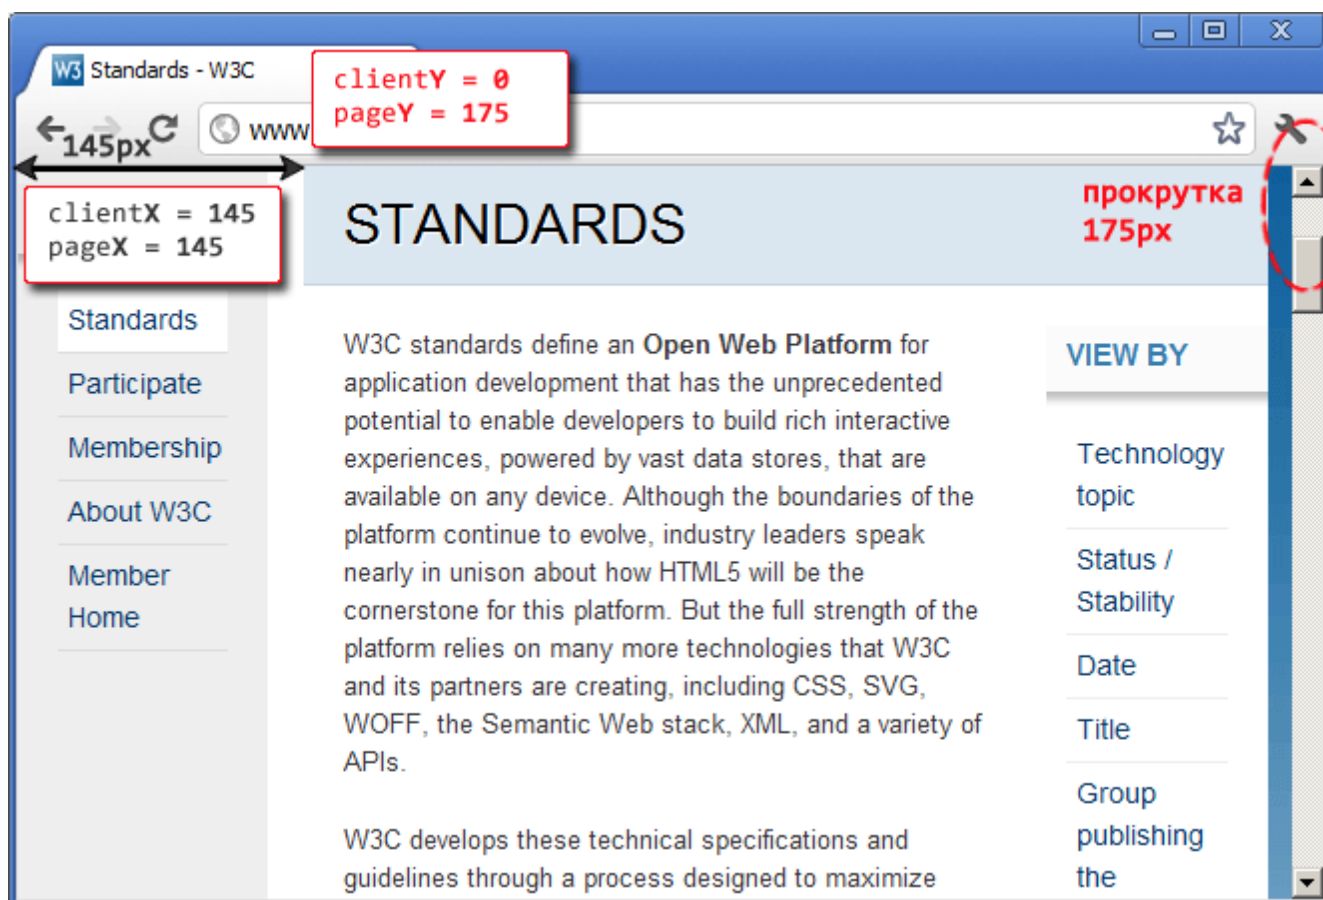 W3 Standards - W3C
clientY = 0
pageY = 175
www
145px
clientX = 145
pageX = 145
STANDARDS
прокрутка
175px
Standards
Participate
Membership
About W3C
Member
Home
W3C standards define an Open Web Platform for
application development that has the unprecedented
potential to enable developers to build rich interactive
experiences, powered by vast data stores, that are
available on any device. Although the boundaries of the
platform continue to evolve, industry leaders speak
nearly in unison about how HTML5 will be the
cornerstone for this platform. But the full strength of the
platform relies on many more technologies that W3C
and its partners are creating, including CSS, SVG,
WOFF, the Semantic Web stack, XML, and a variety of
APIs.
W3C develops these technical specifications and
guidelines through a process designed to maximize
VIEW BY
Technology
topic
Status /
Stability
Date
Title
Group
publishing
the